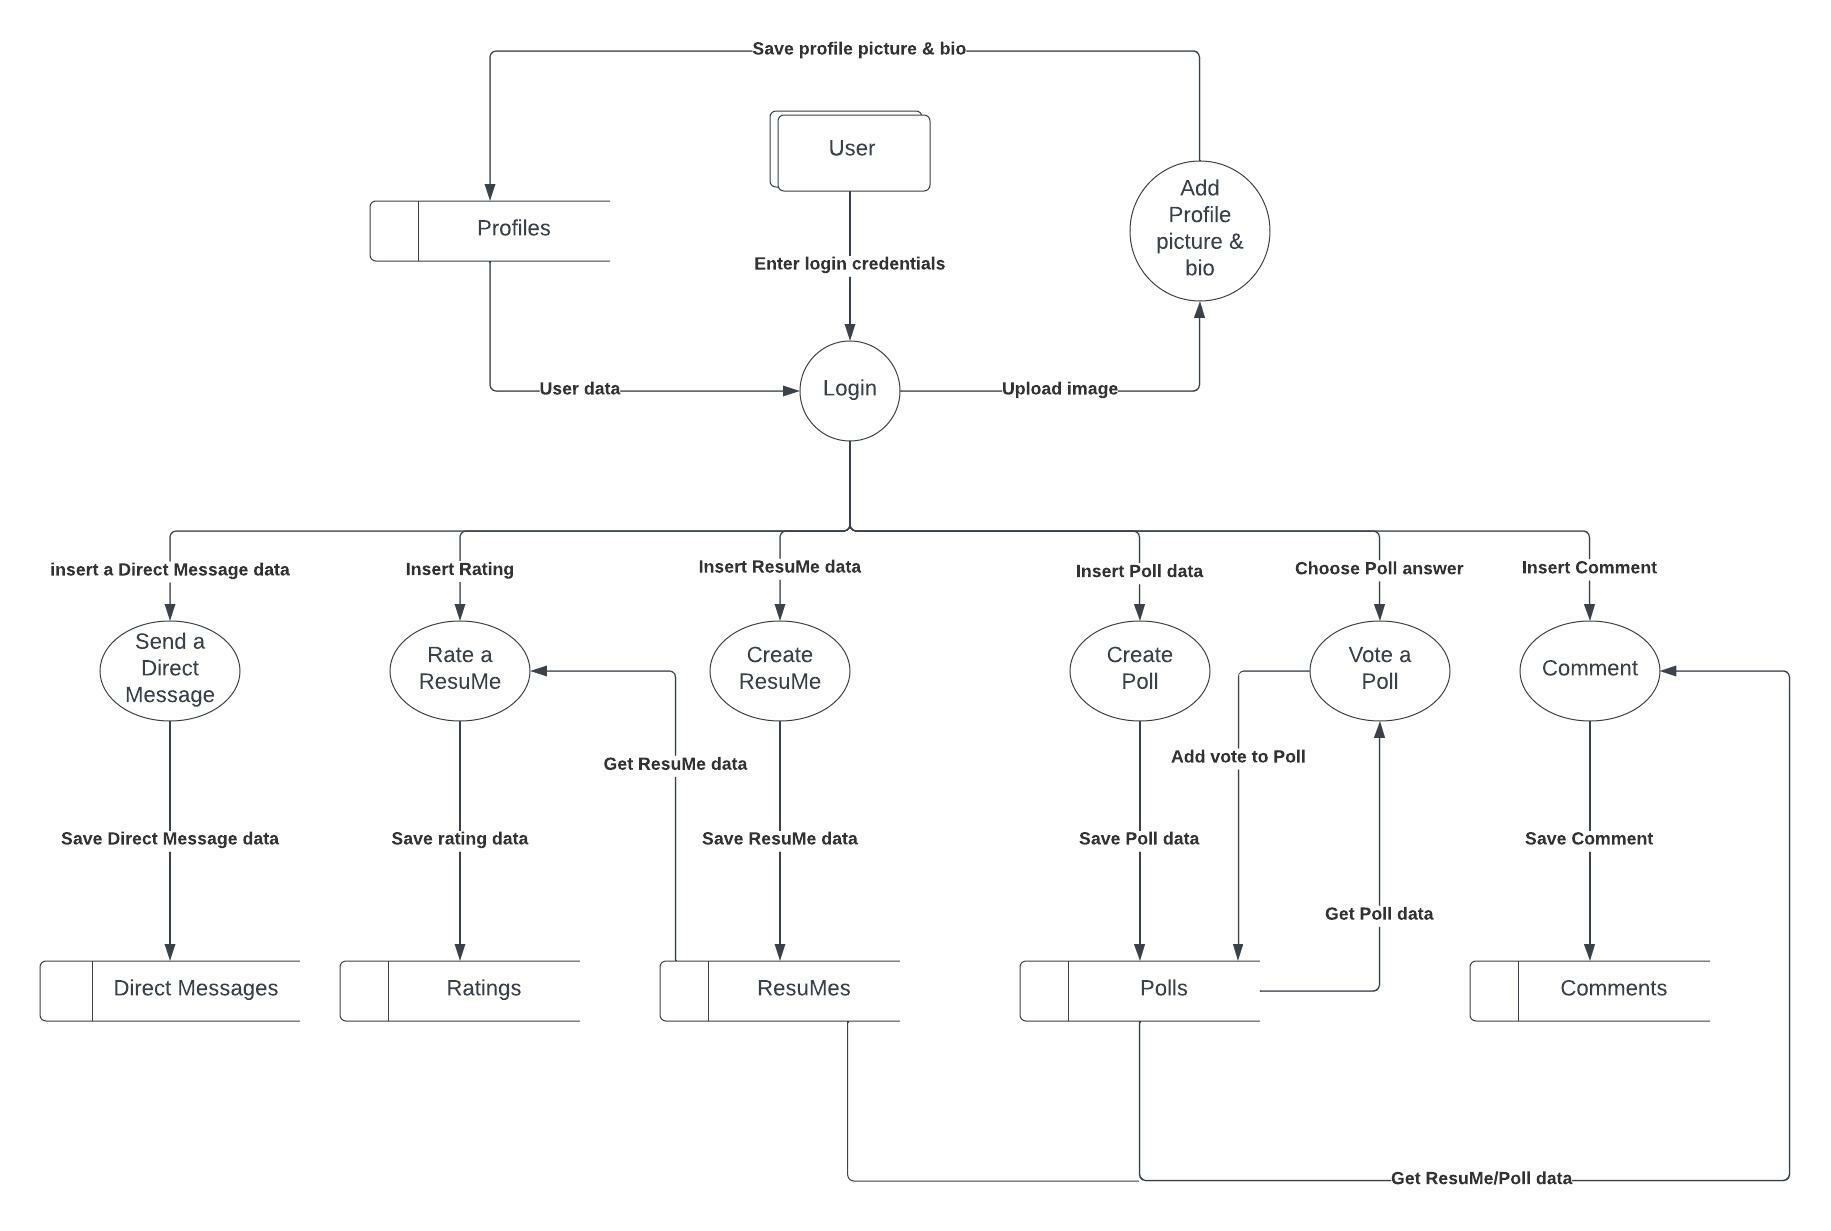 Save profile picture & bio
User
Add
Profile
picture &
bio
Profiles
Enter login credentials
User data
Login
Upload image
insert a Direct Message data
Insert Rating
Insert ResuMe data
Insert Poll data
Choose Poll answer
Insert Comment
Send a
Direct
Message
Rate a
ResuMe
Create
ResuMe
Create
Poll
Vote a
Poll
Comment
Get ResuMe data
Add vote to Poll
Save Direct Message data
Save rating data
Save ResuMe data
Save Poll data
Save Comment
Get Poll data
Direct Messages
Ratings
ResuMes
Polls
Comments
Get ResuMe/Poll data